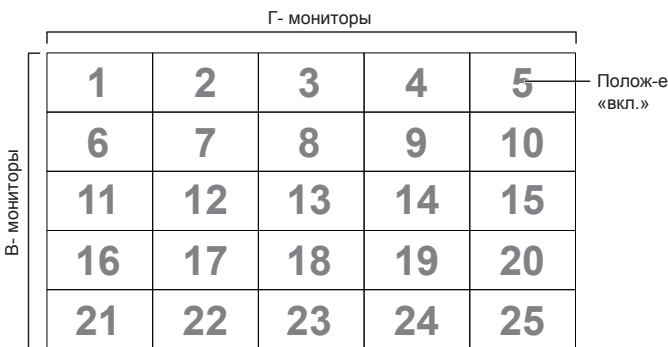 Г- мониторы
1 2 3 4 5
Полож-е
«вкл.»
6 7 8 9 10
11 12 13 14 15
16 17 18 19 20
21 22 23 24 25
В- мониторы